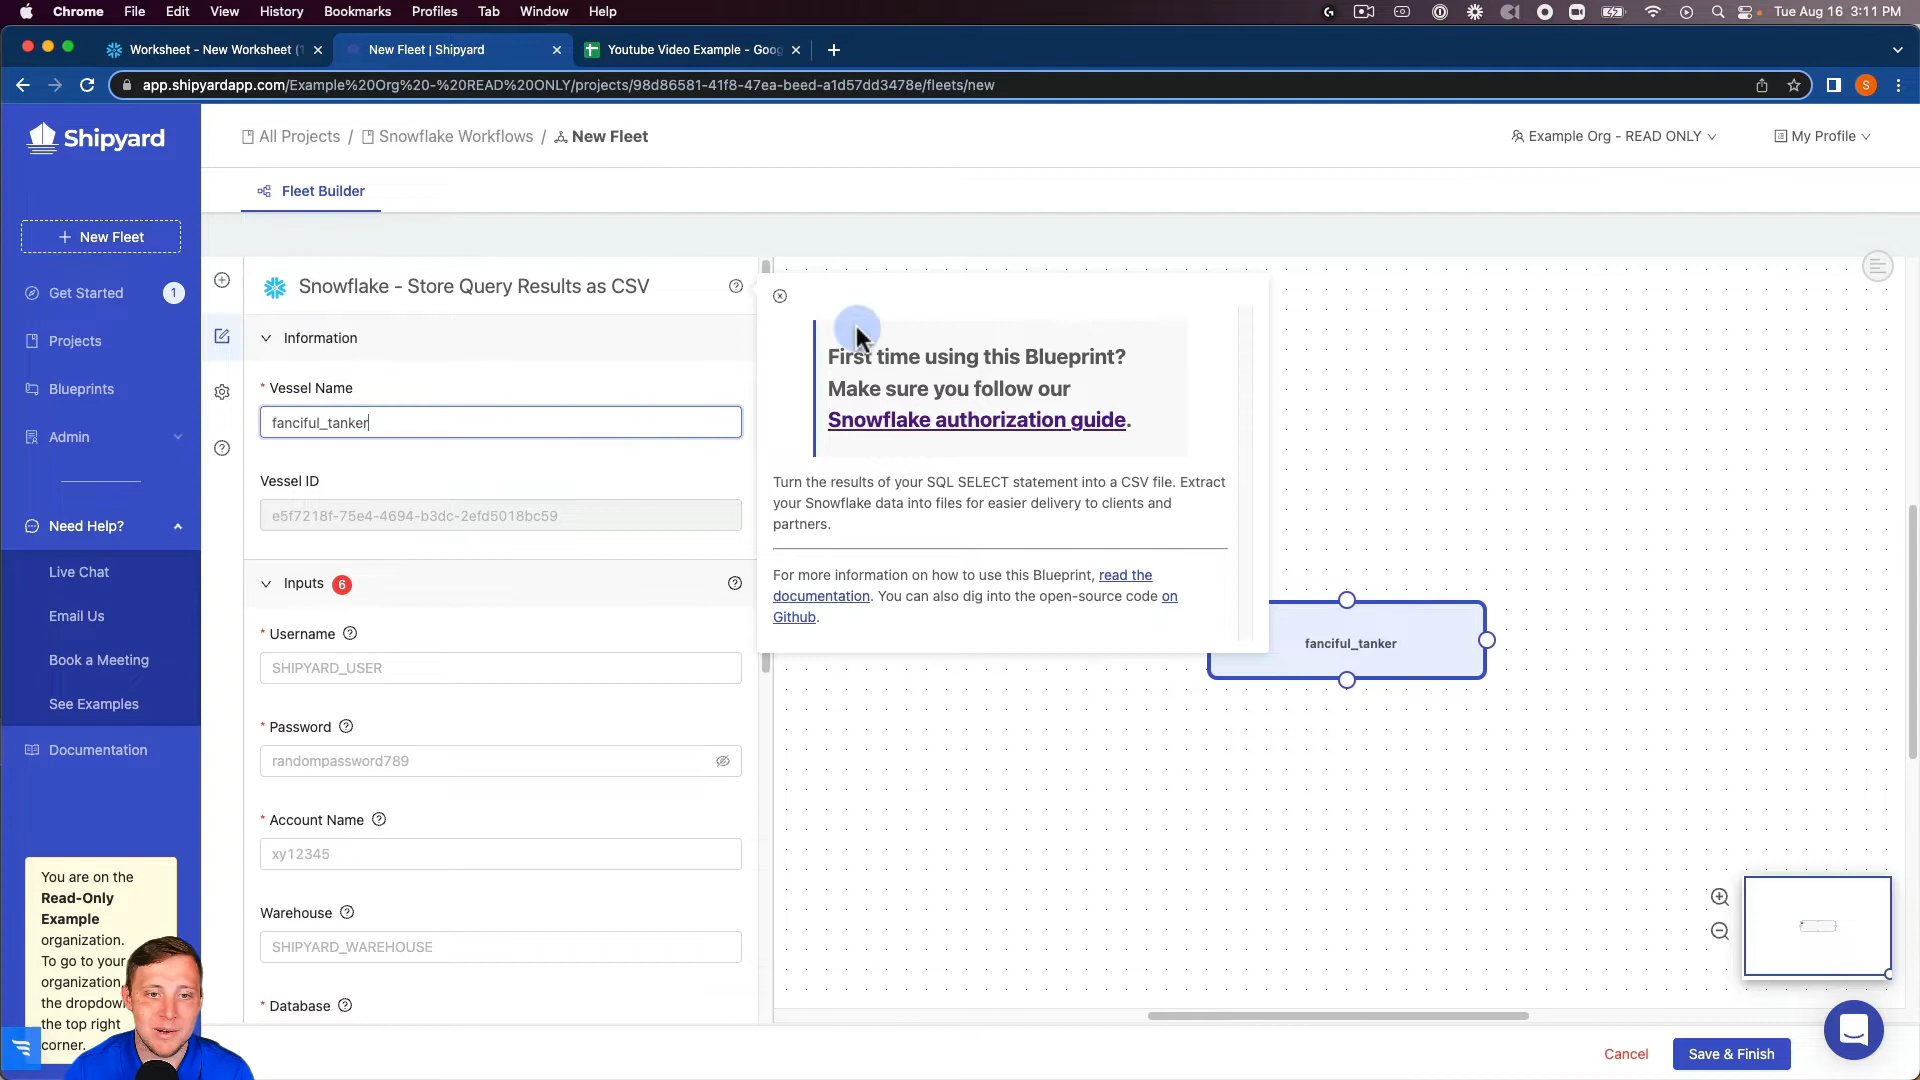 Chrome File Edit View History Bookmarks Profiles Tab Window Help
Tue Aug 16 3:11 PM
Worksheet - New Worksheet (1
New Fleet | Shipyard
Youtube Video Example - Goog
app.shipyardapp.com/Example%20Org%20-%20READ%20ONLY/projects/98d86581-41f8-47ea-beed-a1d57dd3478e/fleets/new
S
Shipyard
All Projects / Snowflake Workflows / New Fleet
Example Org - READ ONLY
My Profile
Fleet Builder
+ New Fleet
Get Started 1
Projects
Blueprints
Admin
Need Help?
Live Chat
Email Us
Book a Meeting
See Examples
Documentation
You are on the
Read-Only
Example
organization.
To go to your
organization,
the dropdow
the top right
corner.
Snowflake - Store Query Results as CSV
Information
* Vessel Name
fanciful_tanker
Vessel ID
e5f7218f-75e4-4694-b3dc-2efd5018bc59
Inputs 6
* Username
SHIPYARD_USER
* Password
randompassword789
* Account Name
xy12345
Warehouse
SHIPYARD_WAREHOUSE
* Database
First time using this Blueprint?
Make sure you follow our
Snowflake authorization guide.
Turn the results of your SQL SELECT statement into a CSV file. Extract
your Snowflake data into files for easier delivery to clients and
partners.
For more information on how to use this Blueprint, read the
documentation. You can also dig into the open-source code on
Github.
fanciful_tanker
Cancel
Save & Finish